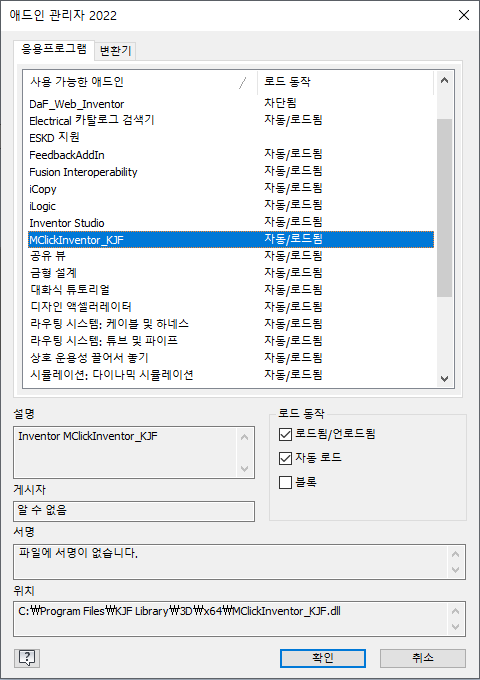 애드인 관리자 2022
응용프로그램 변환기
사용 가능한 애드인 로드 동작
DaF_Web_Inventor 차단됨
Electrical 카탈로그 검색기 자동/로드됨
ESKD 지원
FeedbackAddIn 자동/로드됨
Fusion Interoperability 자동/로드됨
iCopy 자동/로드됨
iLogic 자동/로드됨
Inventor Studio 자동/로드됨
MClickInventor_KJF 자동/로드됨
공유 뷰 자동/로드됨
금형 설계 자동/로드됨
대화식 튜토리얼 자동/로드됨
디자인 액셀러레이터 자동/로드됨
라우팅 시스템: 케이블 및 하네스 자동/로드됨
라우팅 시스템: 튜브 및 파이프 자동/로드됨
상호 운용성 끌어서 놓기 자동/로드됨
시뮬레이션: 다이나믹 시뮬레이션 자동/로드됨
설명
Inventor MClickInventor_KJF
로드 동작
로드됨/언로드됨
자동 로드
블록
게시자
알 수 없음
서명
파일에 서명이 없습니다.
위치
C:₩Program Files₩KJF Library₩3D₩x64₩MClickInventor_KJF.dll
확인 취소